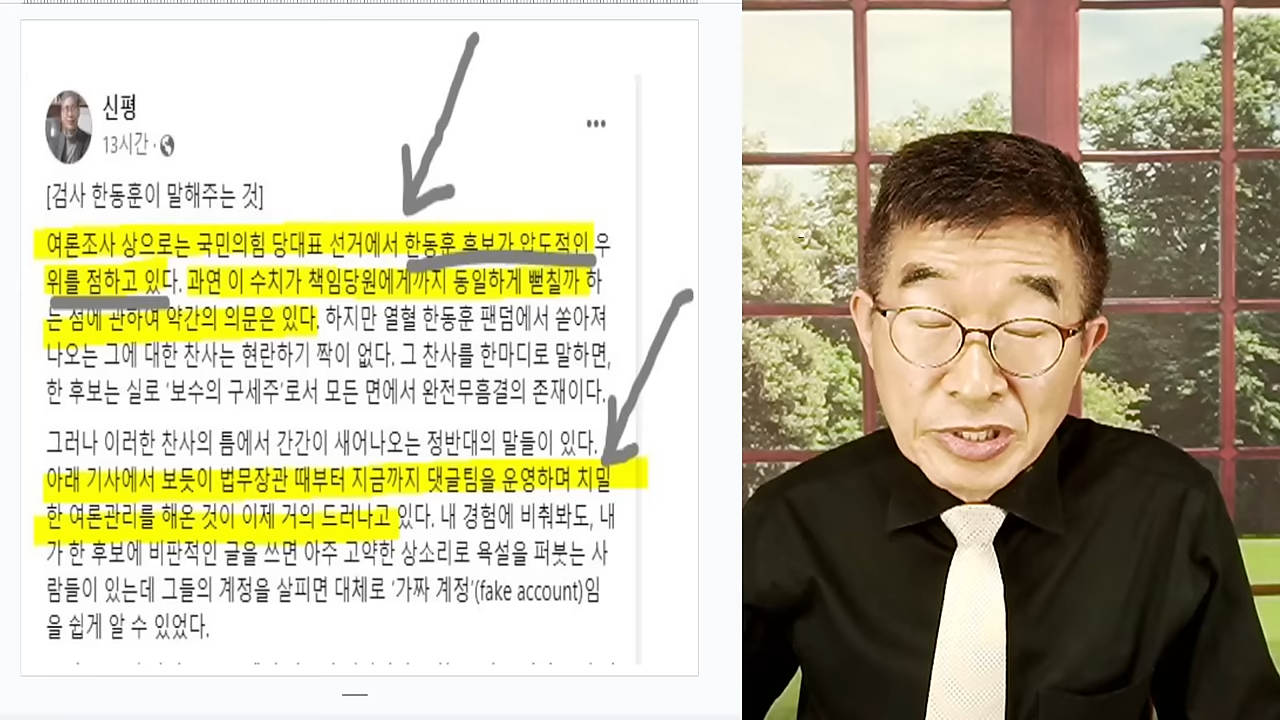 신평
13시간 ·
[검사 한동훈이 말해주는 것]
여론조사 상으로는 국민의힘 당대표 선거에서 한동훈 후보가 압도적인 우
위를 점하고 있다. 과연 이 수치가 책임당원에게까지 동일하게 뻗칠까 하
는 점에 관하여 약간의 의문은 있다. 하지만 열혈 한동훈 팬덤에서 쏟아져
나오는 그에 대한 찬사는 현란하기 짝이 없다. 그 찬사를 한마디로 말하면,
한 후보는 실로 ‘보수의 구세주’로서 모든 면에서 완전무흠결의 존재이다.
그러나 이러한 찬사의 틈에서 간간이 새어나오는 정반대의 말들이 있다.
아래 기사에서 보듯이 법무장관 때부터 지금까지 댓글팀을 운영하며 치밀
한 여론관리를 해온 것이 이제 거의 드러나고 있다. 내 경험에 비춰봐도, 내
가 한 후보에 비판적인 글을 쓰면 아주 고약한 상소리로 욕설을 퍼붓는 사
람들이 있는데 그들의 계정을 살피면 대체로 ‘가짜 계정’(fake account)임
을 쉽게 알 수 있었다.